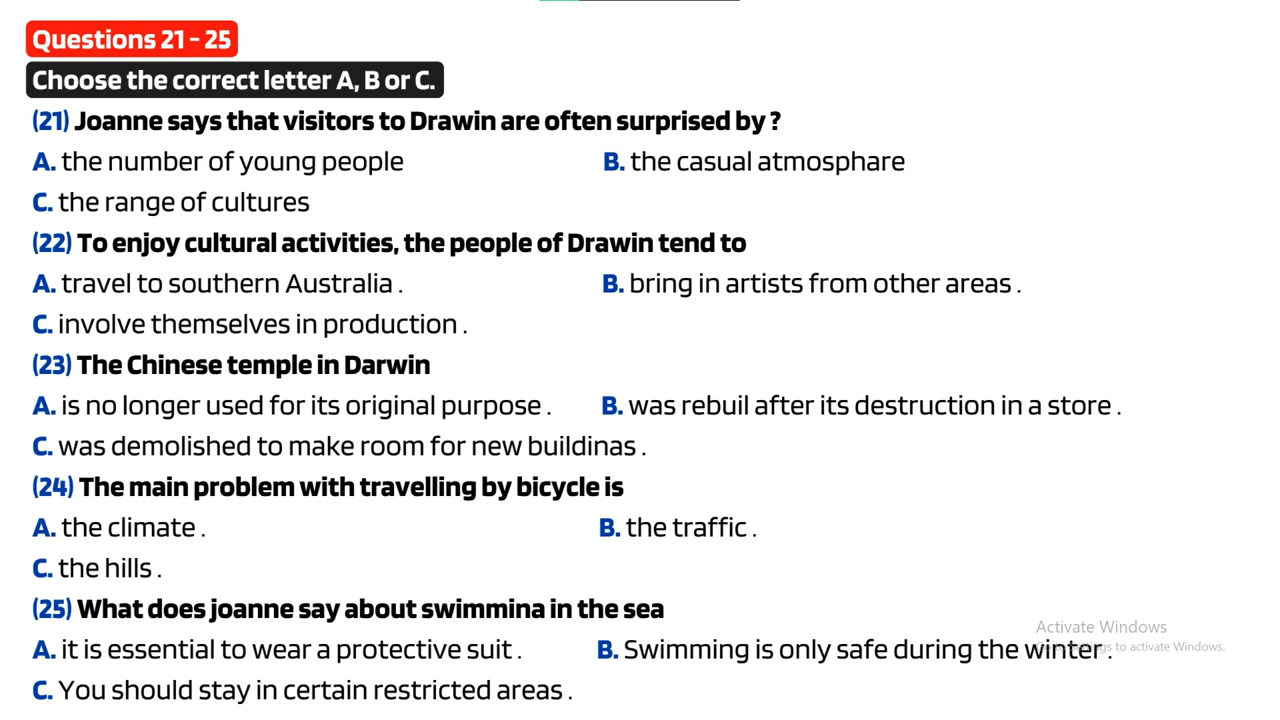 Questions 21 - 25
Choose the correct letter A, B or C.
(21) Joanne says that visitors to Drawin are often surprised by ?
A. the number of young people B. the casual atmosphare
C. the range of cultures
(22) To enjoy cultural activities, the people of Drawin tend to
A. travel to southern Australia . B. bring in artists from other areas .
C. involve themselves in production .
(23) The Chinese temple in Darwin
A. is no longer used for its original purpose . B. was rebuil after its destruction in a store .
C. was demolished to make room for new buildinas .
(24) The main problem with travelling by bicycle is
A. the climate . B. the traffic .
C. the hills .
(25) What does joanne say about swimmina in the sea
A. it is essential to wear a protective suit . B. Swimming is only safe during the winter .
C. You should stay in certain restricted areas .
Activate Windows
Go to Settings to activate Windows.